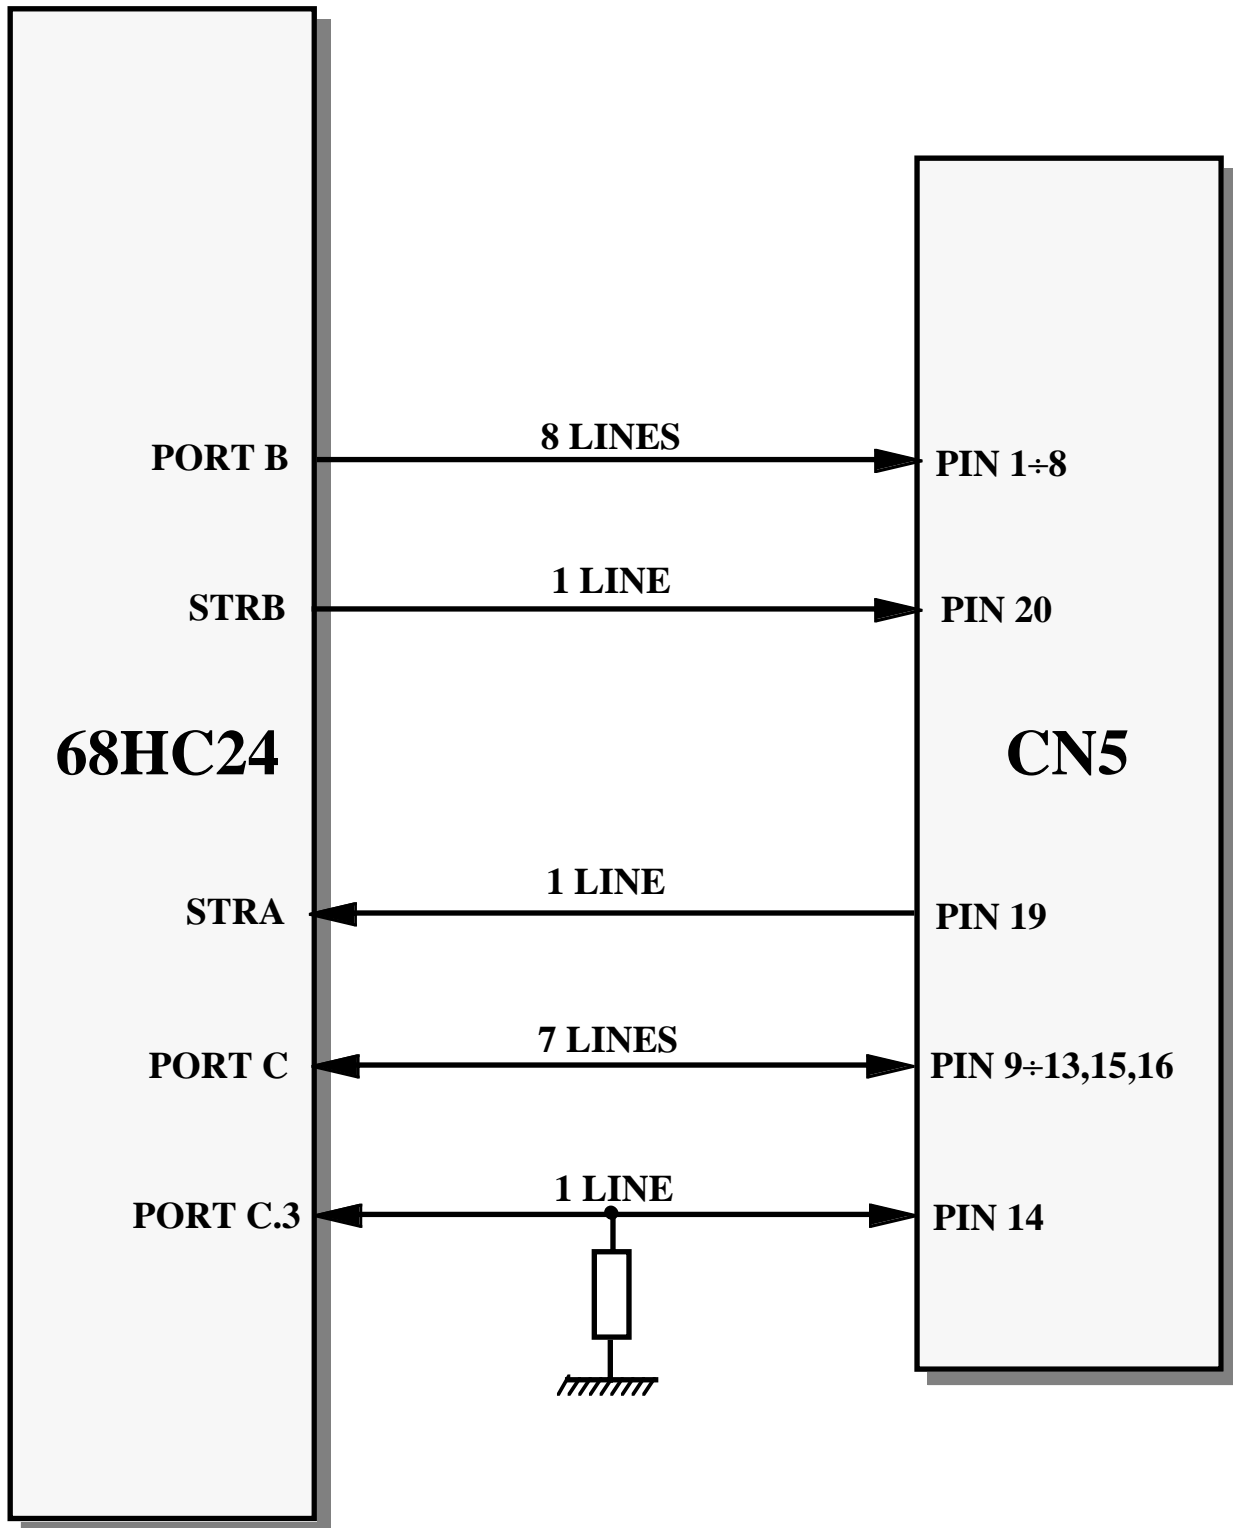 8 LINES
PORT B
PIN 1÷8
1 LINE
STRB
PIN 20
68HC24
CN5
1 LINE
STRA
PIN 19
7 LINES
PORT C
PIN 9÷13,15,16
1 LINE
PORT C.3
PIN 14